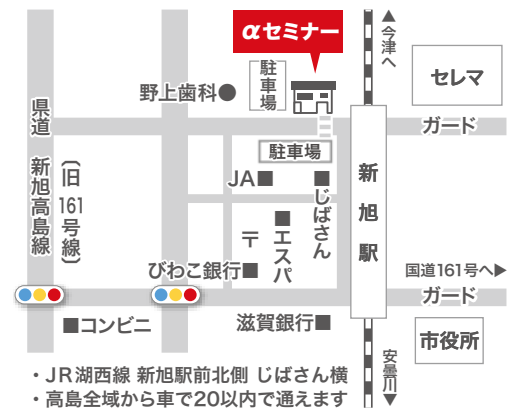 αセミナー
▲今津へ
駐車場
野上歯科●
セレマ
県道 新旭高島線
(旧161号線)
ガード
駐車場
JA■
■じばさん
新旭駅
■エスパ
〒
びわこ銀行■
国道161号へ▶
ガード
■コンビニ
滋賀銀行■
市役所
安曇川▼
・JR湖西線 新旭駅前北側 じばさん横
・高島全域から車で20以内で通えます